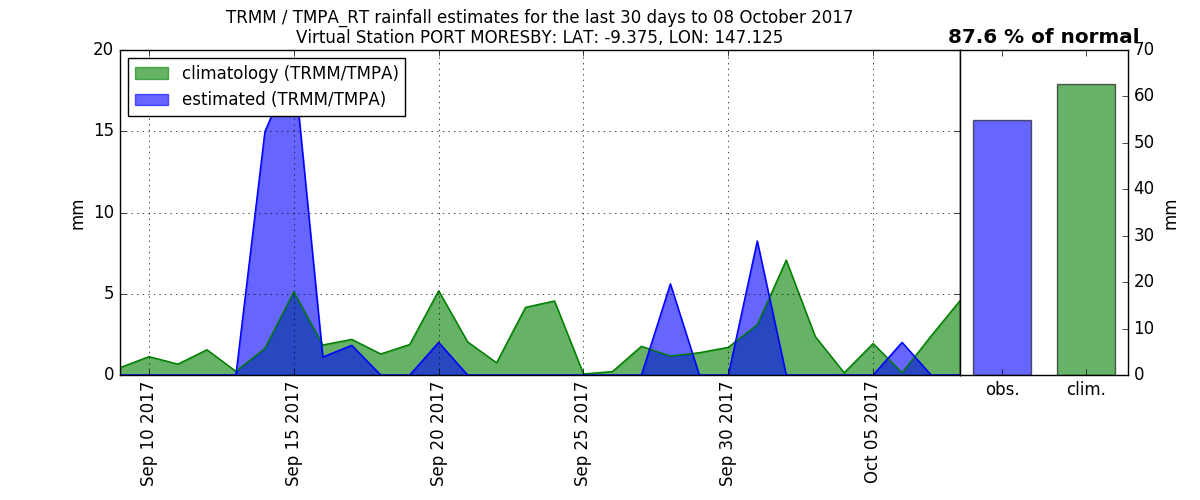 TRMM / TMPA_RT rainfall estimates for the last 30 days to 08 October 2017
Virtual Station PORT MORESBY: LAT: -9.375, LON: 147.125
87.6 % of normal
climatology (TRMM/TMPA)
estimated (TRMM/TMPA)
20
15
10
5
0
mm
Sep 10 2017
Sep 15 2017
Sep 20 2017
Sep 25 2017
Sep 30 2017
Oct 05 2017
obs.
clim.
70
60
50
40
30
20
10
0
mm